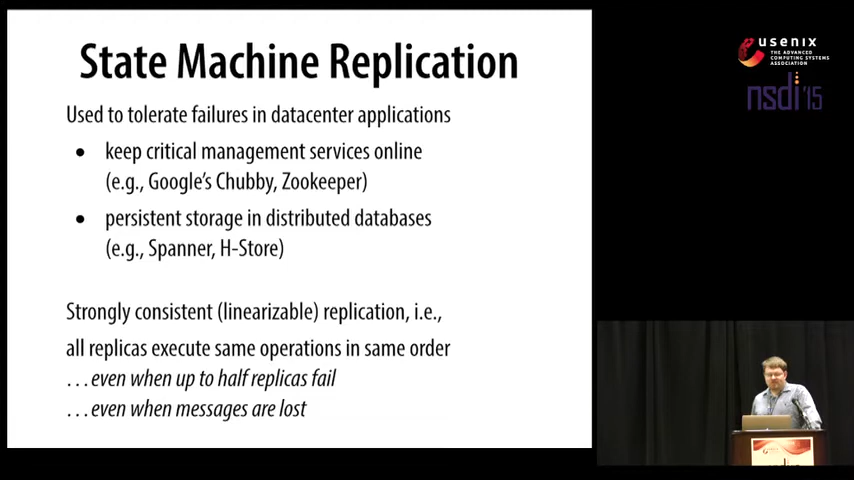 State Machine Replication
Used to tolerate failures in datacenter applications
• keep critical management services online
(e.g., Google's Chubby, Zookeeper)
• persistent storage in distributed databases
(e.g., Spanner, H-Store)
Strongly consistent (linearizable) replication, i.e.,
all replicas execute same operations in same order
…even when up to half replicas fail
…even when messages are lost
usenix
THE ADVANCED
COMPUTING SYSTEMS
ASSOCIATION
nsdi '15